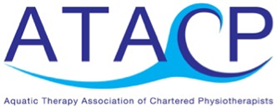 ATACP
Aquatic Therapy Association of Chartered Physiotherapists